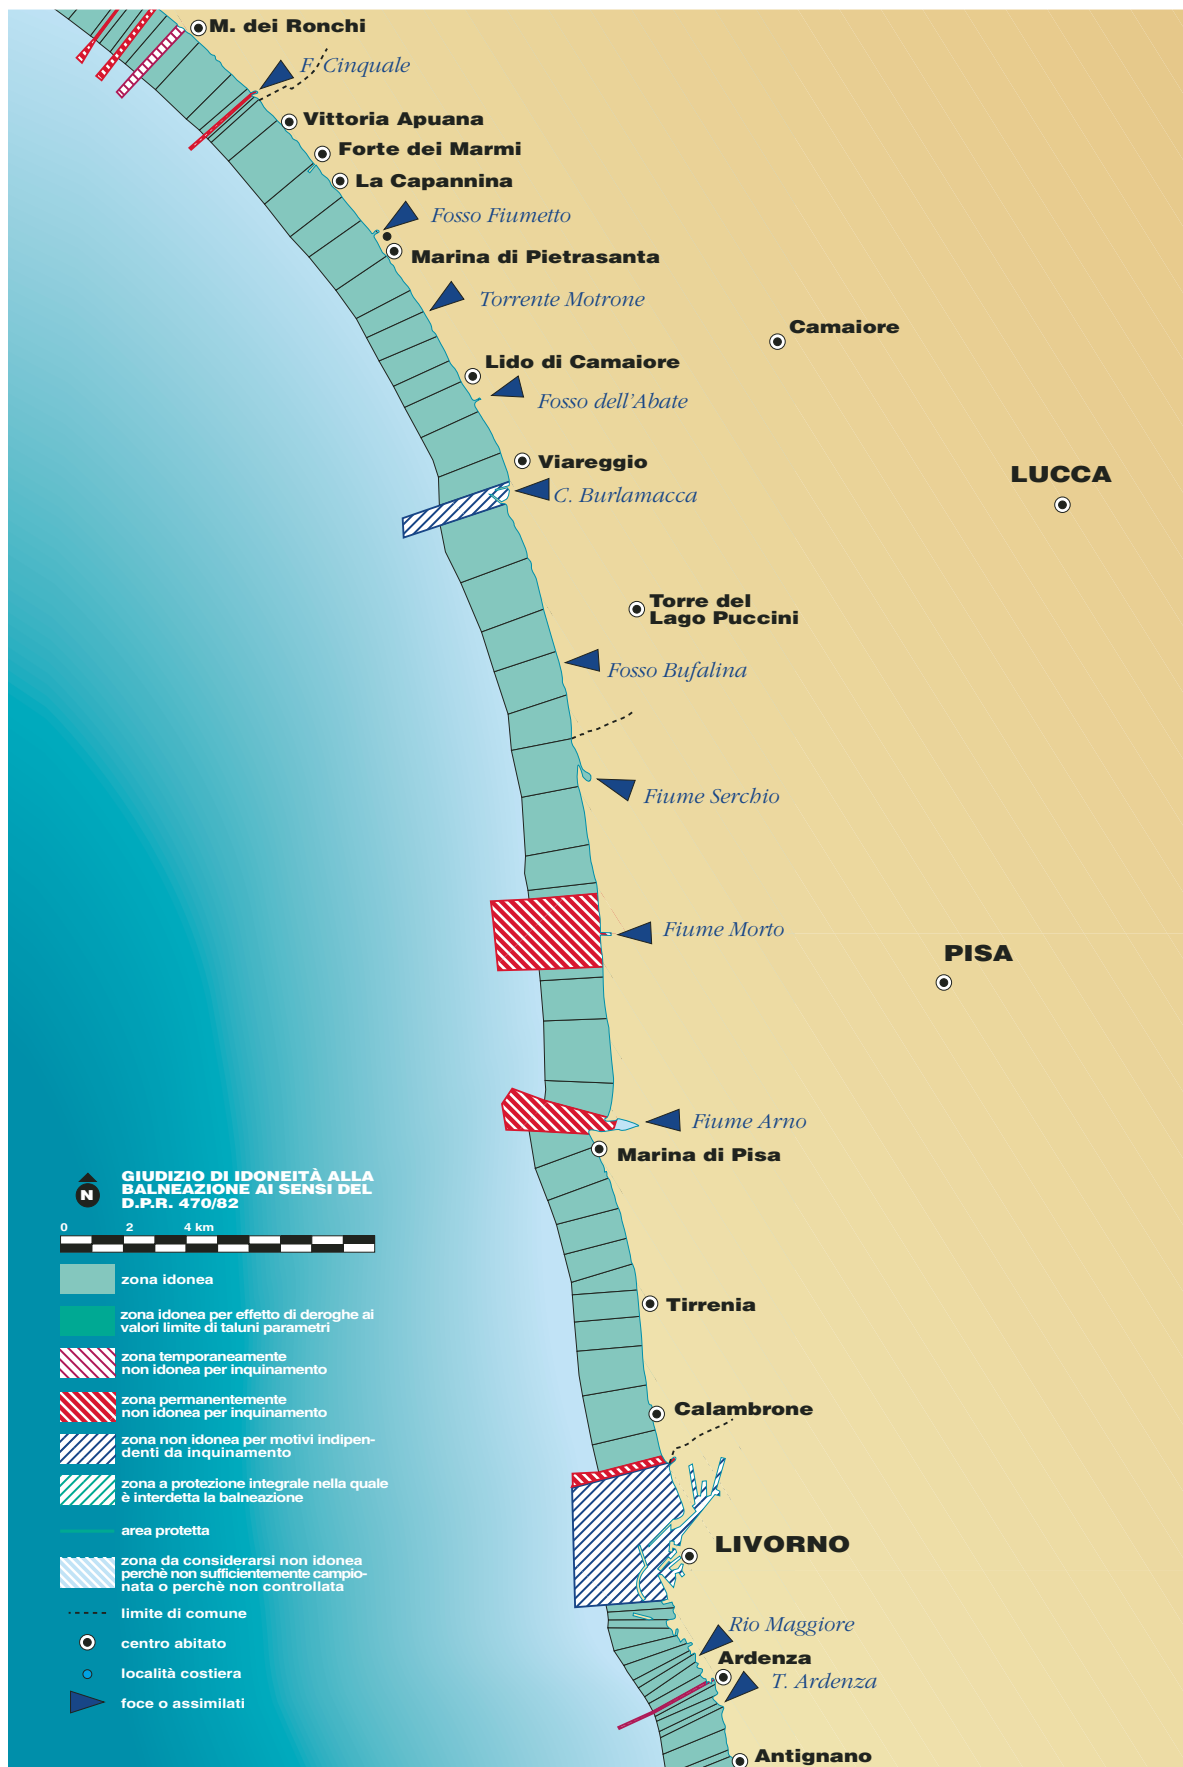 M. dei Ronchi
F. Cinquale
Vittoria Apuana
Forte dei Marmi
La Capannina
Fosso Fiumetto
Marina di Pietrasanta
Torrente Motrone
Camaiore
Lido di Camaiore
Fosso dell'Abate
Viareggio
LUCCA
C. Burlamacca
Torre del
Lago Puccini
Fosso Bufalina
Fiume Serchio
Fiume Morto
PISA
Fiume Arno
Marina di Pisa
GIUDIZIO DI IDONEITÀ ALLA
BALNEAZIONE AI SENSI DEL
D.P.R. 470/82
N
0 2 4 km
zona idonea
zona idonea per effetto di deroghe ai
valori limite di taluni parametri
zona temporaneamente
non idonea per inquinamento
zona permanentemente
non idonea per inquinamento
zona non idonea per motivi indipen-
denti da inquinamento
zona a protezione integrale nella quale
è interdetta la balneazione
area protetta
zona da considerarsi non idonea
perchè non sufficientemente campio-
nata o perchè non controllata
limite di comune
centro abitato
località costiera
foce o assimilati
Tirrenia
Calambrone
LIVORNO
Rio Maggiore
Ardenza
T. Ardenza
Antignano